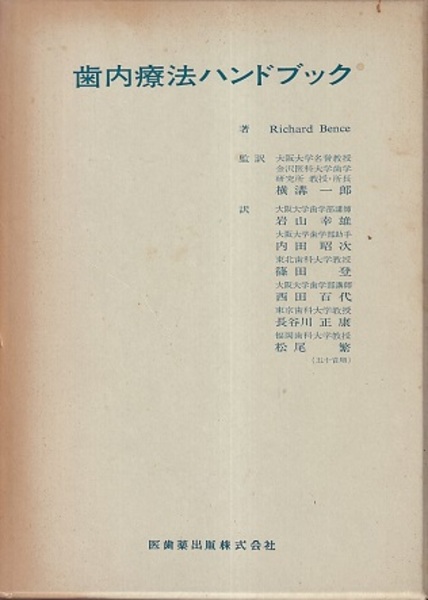 歯内療法ハンドブック
著 Richard Bence
監訳 大阪大学名誉教授
金沢医科大学歯学
研究所 教授・所長
横溝一郎
訳 大阪大学歯学部講師
岩山幸雄
大阪大学歯学部助手
内田昭次
東北歯科大学教授
篠田登
大阪大学歯学部講師
西田百代
東京歯科大学教授
長谷川正康
福岡歯科大学教授
松尾繁
(五十音順)
医歯薬出版株式会社